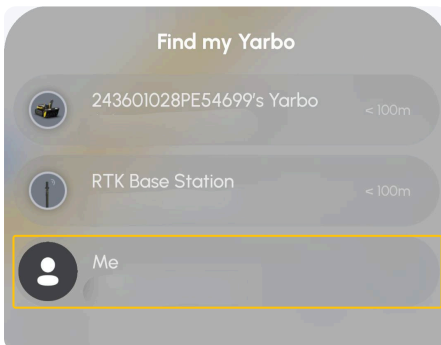 Find my Yarbo
243601028PE54699's Yarbo
< 100m
RTK Base Station
< 100m
Me